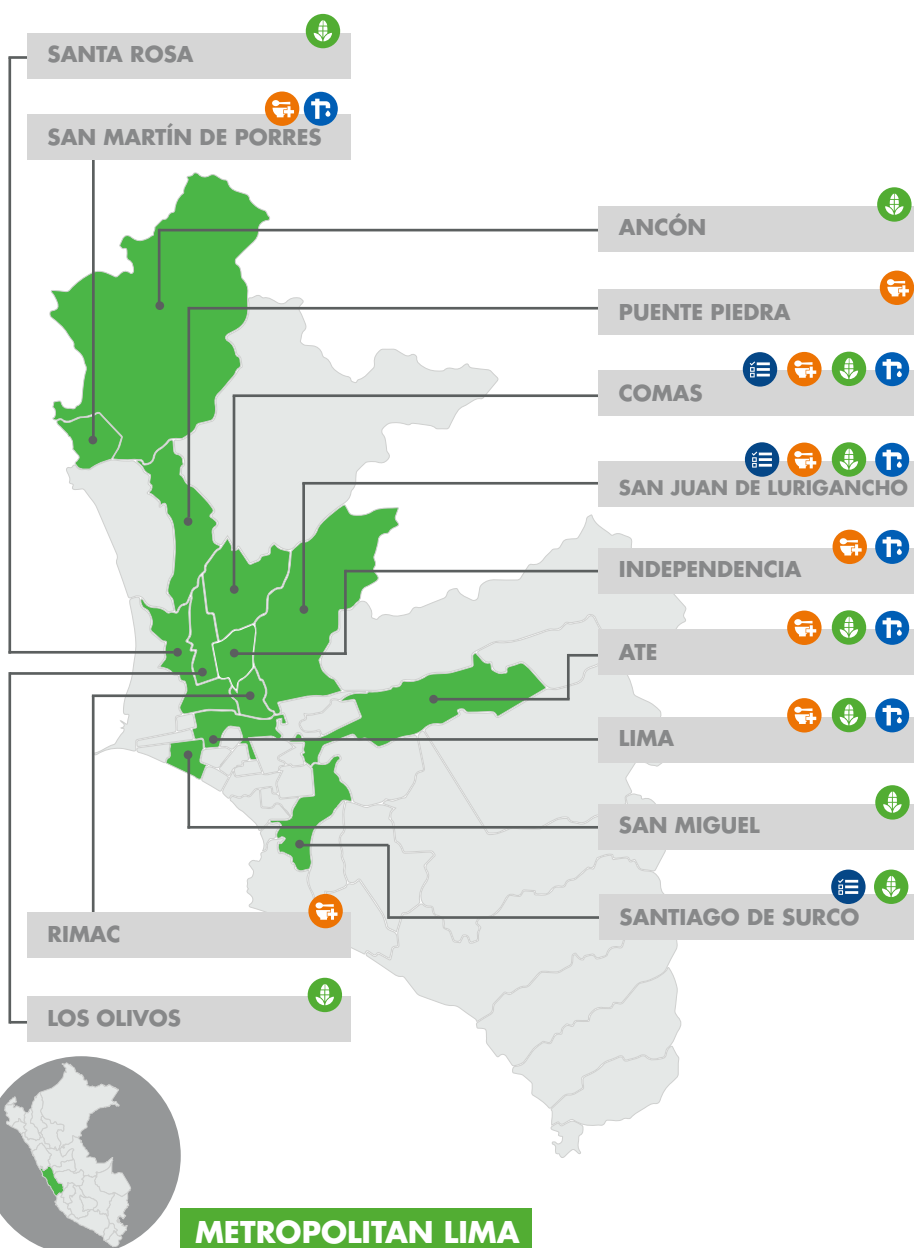 SANTA ROSA
SAN MARTÍN DE PORRES
ANCÓN
PUENTE PIEDRA
COMAS
SAN JUAN DE LURIGANCHO
INDEPENDENCIA
ATE
LIMA
SAN MIGUEL
SANTIAGO DE SURCO
RIMAC
LOS OLIVOS
METROPOLITAN LIMA